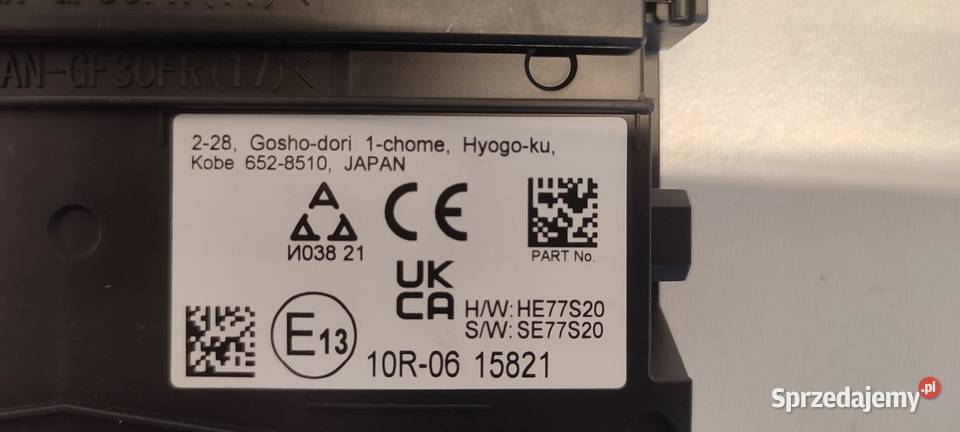 AN-GF30FR(17)<
2-28, Gosho-dori 1-chome, Hyogo-ku,
Kobe 652-8510, JAPAN
AAA
CE
И038 21
PART No.
UK
CA
H/W: HE77S20
S/W: SE77S20
E13
10R-06 15821
Sprzedajemy.pl